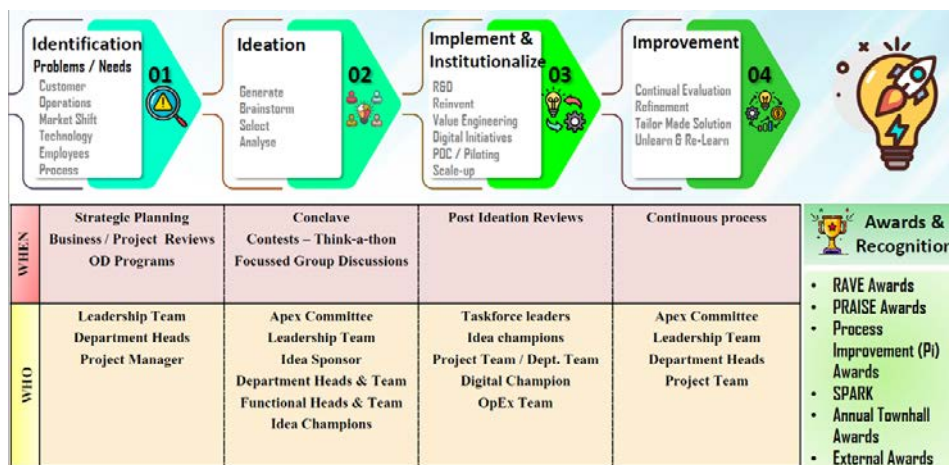 Identification
Problems / Needs
01
Customer
Operations
Market Shift
Technology
Employees
Process
Ideation
02
Generate
Brainstorm
Select
Analyse
Implement &
Institutionalize
03
R&D
Reinvent
Value Engineering
Digital Initiatives
POC / Piloting
Scale-up
Improvement
04
Continual Evaluation
Refinement
Tailor Made Solution
Unlearn & Re-Learn
WHEN
Strategic Planning
Business / Project Reviews
OD Programs
Conclave
Contests – Think-a-thon
Focussed Group Discussions
Post Ideation Reviews
Continuous process
WHO
Leadership Team
Department Heads
Project Manager
Apex Committee
Leadership Team
Idea Sponsor
Department Heads & Team
Functional Heads & Team
Idea Champions
Taskforce leaders
Idea champions
Project Team / Dept. Team
Digital Champion
OpEx Team
Apex Committee
Leadership Team
Department Heads
Project Team
Awards &
Recognition
• RAVE Awards
• PRAISE Awards
• Process
Improvement (Pi)
Awards
• SPARK
• Annual Townhall
Awards
• External Awards